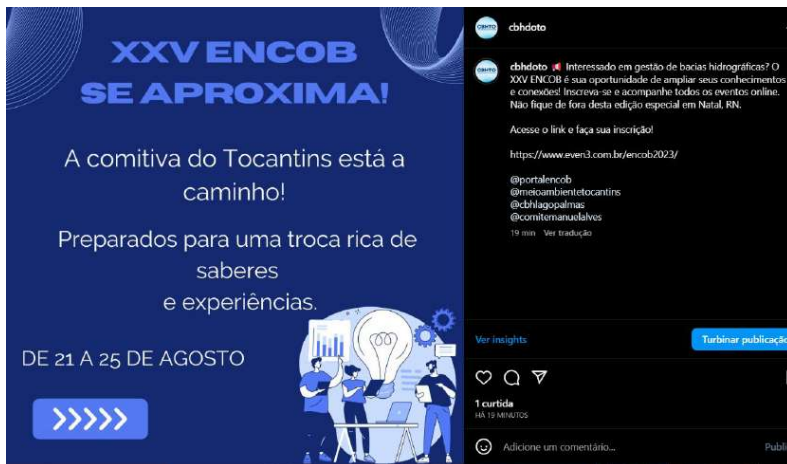 XXV ENCOB
SE APROXIMA!
A comitiva do Tocantins está a
caminho!
Preparados para uma troca rica de
saberes
e experiências.
DE 21 A 25 DE AGOSTO
cbhdoto
cbhdoto 📢 Interessado em gestão de bacias hidrográficas? O
XXV ENCOB é sua oportunidade de ampliar seus conhecimentos
e conexões! Inscreva-se e acompanhe todos os eventos online.
Não fique de fora desta edição especial em Natal, RN.
Acesse o link e faça sua inscrição!
https://www.even3.com.br/encob2023/
@portalencob
@meioambientetocantins
@cbhlagopalmas
@comitemanuelalves
19 min Ver tradução
Ver insights
Turbinar publicação
1 curtida
HÁ 19 MINUTOS
Adicione um comentário...
Publi